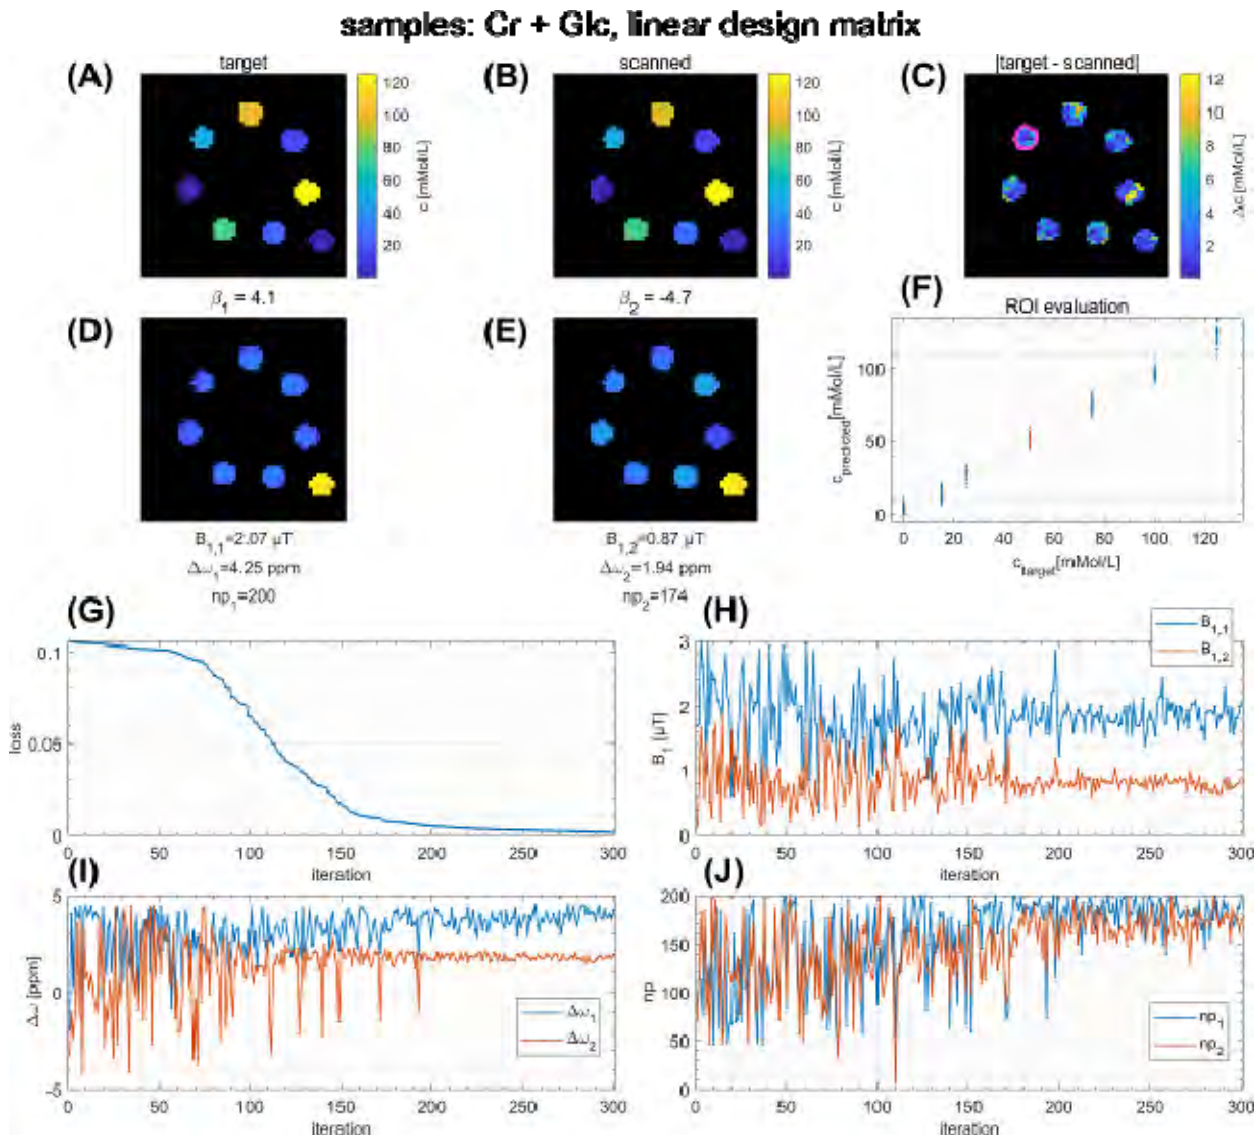 samples: Cr + Glc, linear design matrix
(A)
target
120
100
80
60
40
20
c [mMol/L]
(B)
scanned
120
100
80
60
40
20
c [mMol/L]
(C)
|target - scanned|
12
10
8
6
4
2
Δc [mMol/L]
β1 = 4.1
β2 = -4.7
(D)
B1,1=2.07 µT
Δω1=4.25 ppm
np1=200
(E)
B1,2=0.87 µT
Δω2=1.94 ppm
np2=174
(F)
ROI evaluation
cpredicted[mMol/L]
100
50
0
0 20 40 60 80 100 120
ctarget[mMol/L]
(G)
loss
0.1
0.05
0
0 50 100 150 200 250 300
iteration
(H)
B1,1
B1,2
B1 [µT]
3
2
1
0
0 50 100 150 200 250 300
iteration
(I)
Δω [ppm]
5
0
-5
Δω1
Δω2
0 50 100 150 200 250 300
iteration
(J)
np
200
150
100
50
0
np1
np2
0 50 100 150 200 250 300
iteration